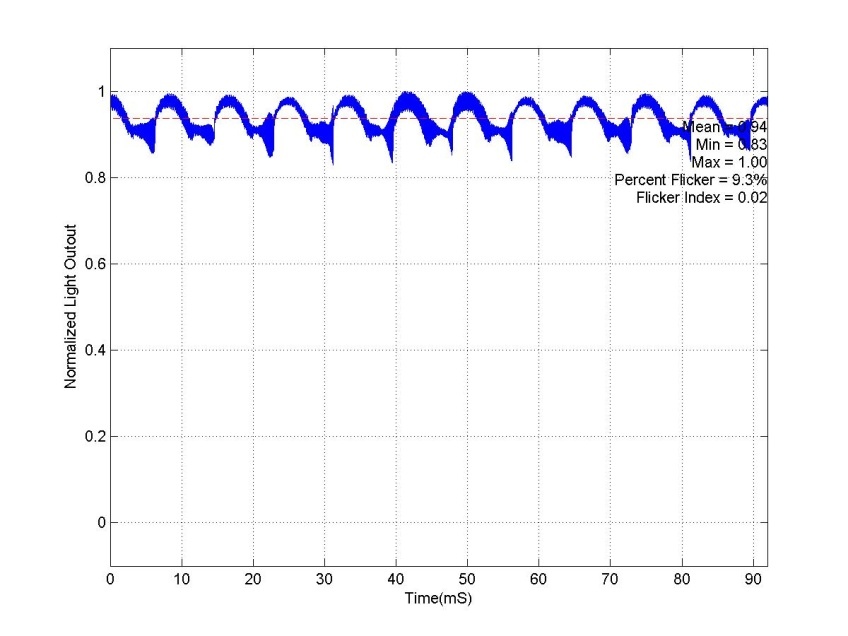 1
0.8
0.6
0.4
0.2
0
Normalized Light Outout
Mean = 0.94
Min = 0.83
Max = 1.00
Percent Flicker = 9.3%
Flicker Index = 0.02
0 10 20 30 40 50 60 70 80 90
Time(mS)